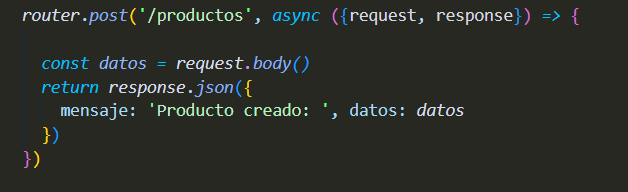 router.post('/productos', async ({request, response}) => {
const datos = request.body()
return response.json({
mensaje: 'Producto creado: ', datos: datos
})
})